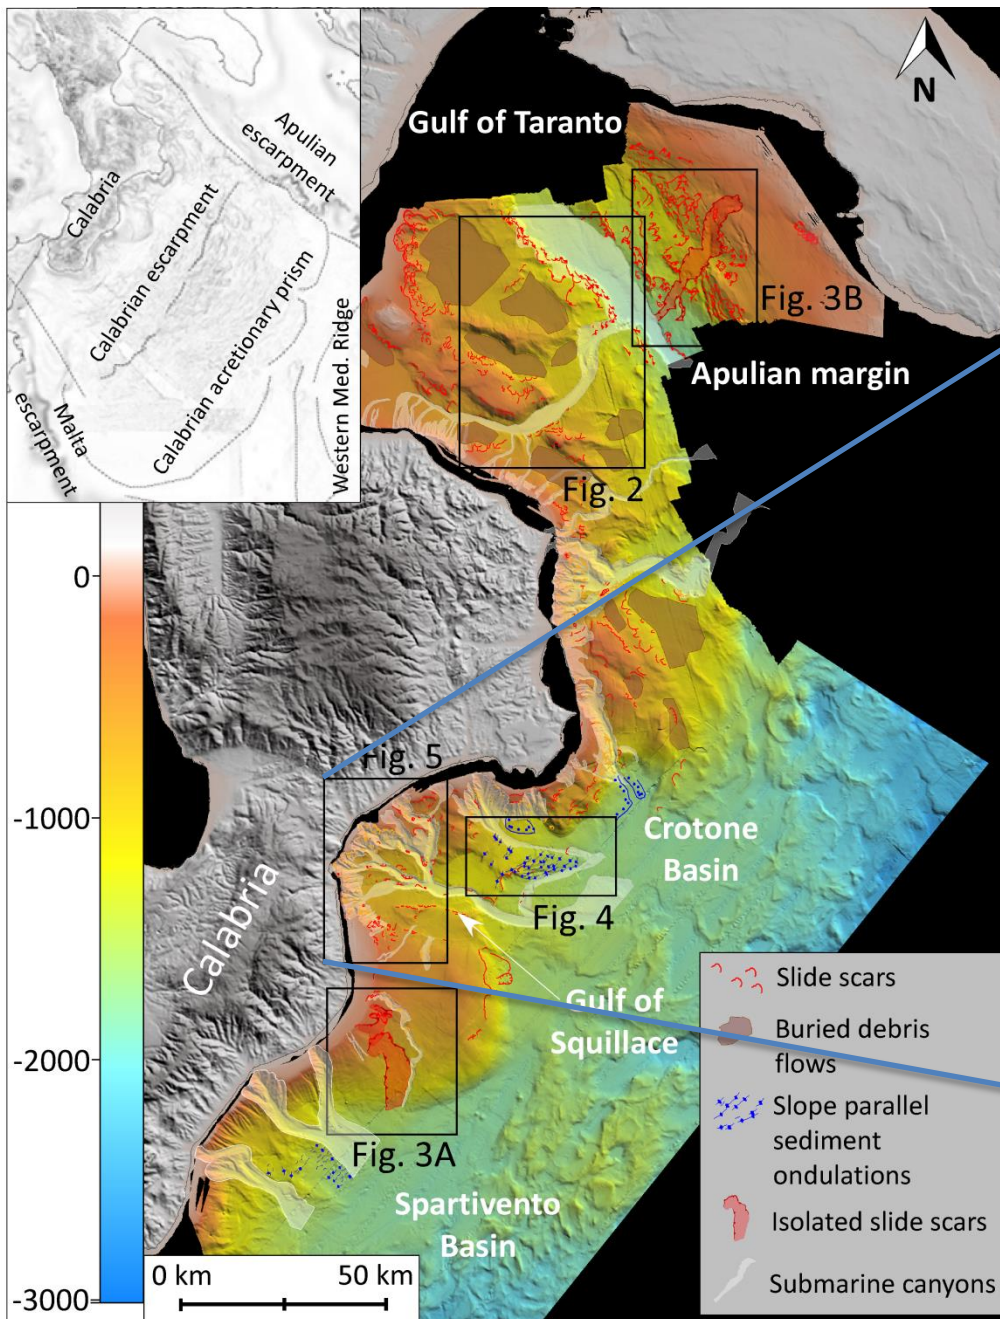 Apulian
escarpment
Calabria
Calabrian escarpment
Calabrian acretionary prism
Western Med. Ridge
Malta
escarpment
N
Gulf of Taranto
Fig. 3B
Apulian margin
Fig. 2
0
-1000
-2000
-3000
Fig. 5
Crotone
Basin
Fig. 4
Calabria
Gulf of
Squillace
Fig. 3A
Spartivento
Basin
0 km 50 km
Slide scars
Buried debris
flows
Slope parallel
sediment
ondulations
Isolated slide scars
Submarine canyons